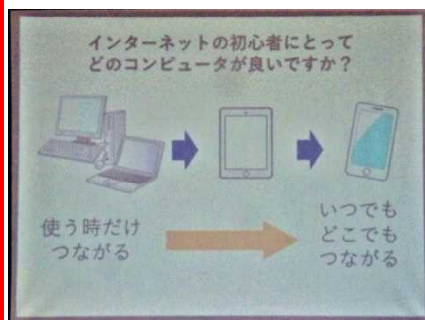 インターネットの初心者にとって
どのコンピュータが良いですか？
使う時だけ
つながる
いつでも
どこでも
つながる